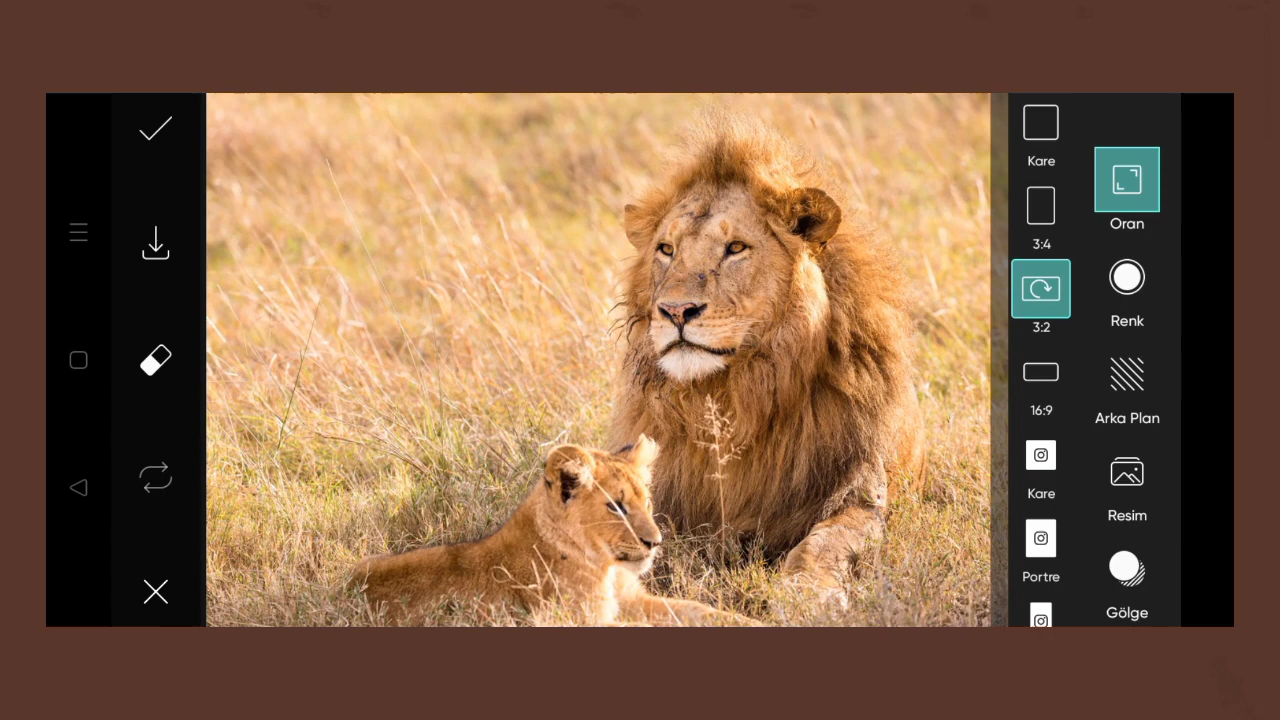 Kare
3:4
3:2
16:9
Kare
Portre
Oran
Renk
Arka Plan
Resim
Gölge